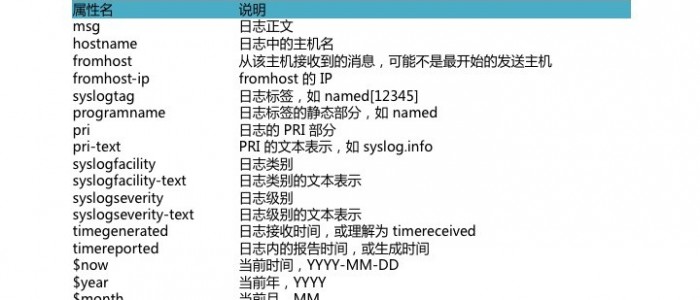 属性名 说明
msg 日志正文
hostname 日志中的主机名
fromhost 从该主机接收到的消息，可能不是最开始的发送主机
fromhost-ip fromhost 的 IP
syslogtag 日志标签，如 named[12345]
programname 日志标签的静态部分，如 named
pri 日志的 PRI 部分
pri-text PRI 的文本表示，如 syslog.info
syslogfacility 日志类别
syslogfacility-text 日志类别的文本表示
syslogseverity 日志级别
syslogseverity-text 日志级别的文本表示
timegenerated 日志接收时间，或理解为 timereceived
timereported 日志内的报告时间，或生成时间
$now 当前时间，YYYY-MM-DD
$year 当前年，YYYY
$month 当前月，MM